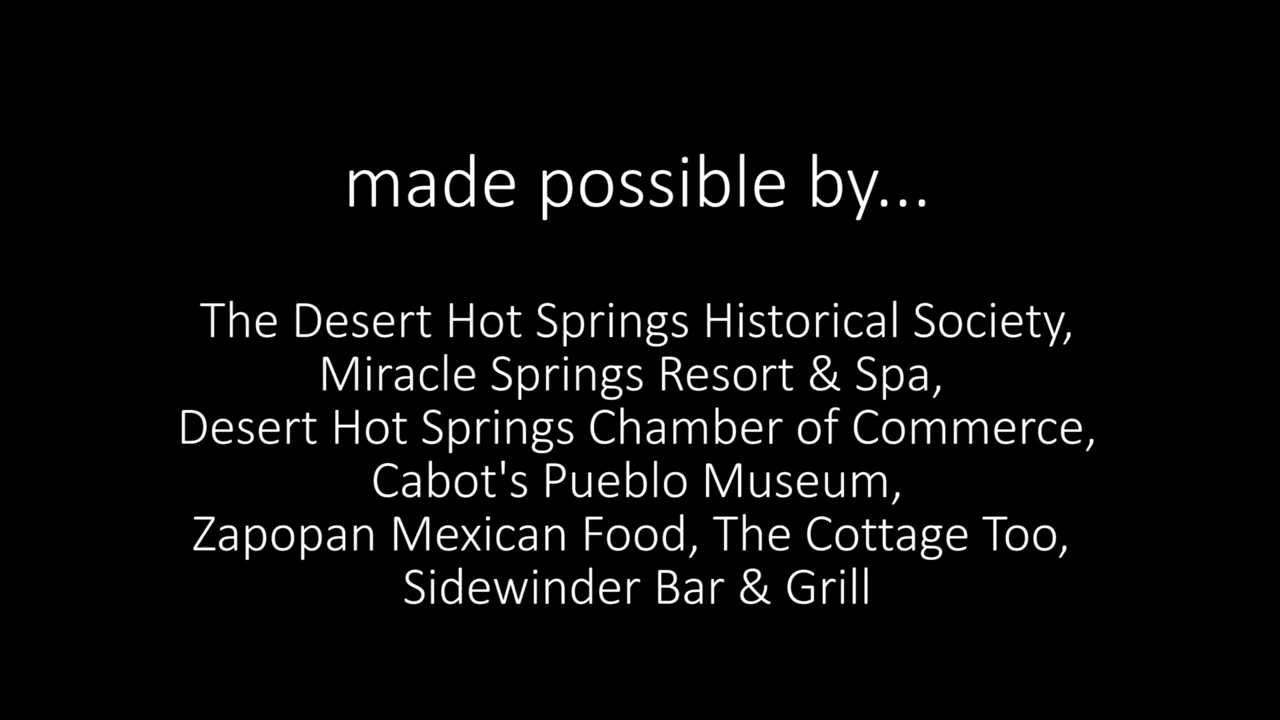 made possible by...
The Desert Hot Springs Historical Society,
Miracle Springs Resort & Spa,
Desert Hot Springs Chamber of Commerce,
Cabot's Pueblo Museum,
Zapopan Mexican Food, The Cottage Too,
Sidewinder Bar & Grill